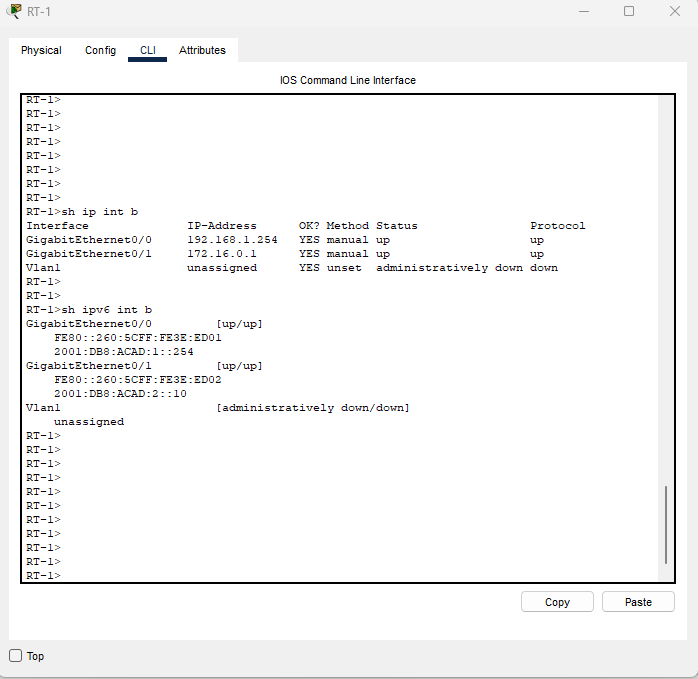 RT-1
Physical Config CLI Attributes
IOS Command Line Interface
RT-1>
RT-1>
RT-1>
RT-1>
RT-1>
RT-1>
RT-1>
RT-1>
RT-1>sh ip int b
Interface IP-Address OK? Method Status Protocol
GigabitEthernet0/0 192.168.1.254 YES manual up up
GigabitEthernet0/1 172.16.0.1 YES manual up up
Vlan1 unassigned YES unset administratively down down
RT-1>
RT-1>
RT-1>sh ipv6 int b
GigabitEthernet0/0 [up/up]
FE80::260:5CFF:FE3E:ED01
2001:DB8:ACAD:1::254
GigabitEthernet0/1 [up/up]
FE80::260:5CFF:FE3E:ED02
2001:DB8:ACAD:2::10
Vlan1 [administratively down/down]
unassigned
RT-1>
RT-1>
RT-1>
RT-1>
RT-1>
RT-1>
RT-1>
RT-1>
RT-1>
RT-1>
RT-1>
Copy Paste
Top